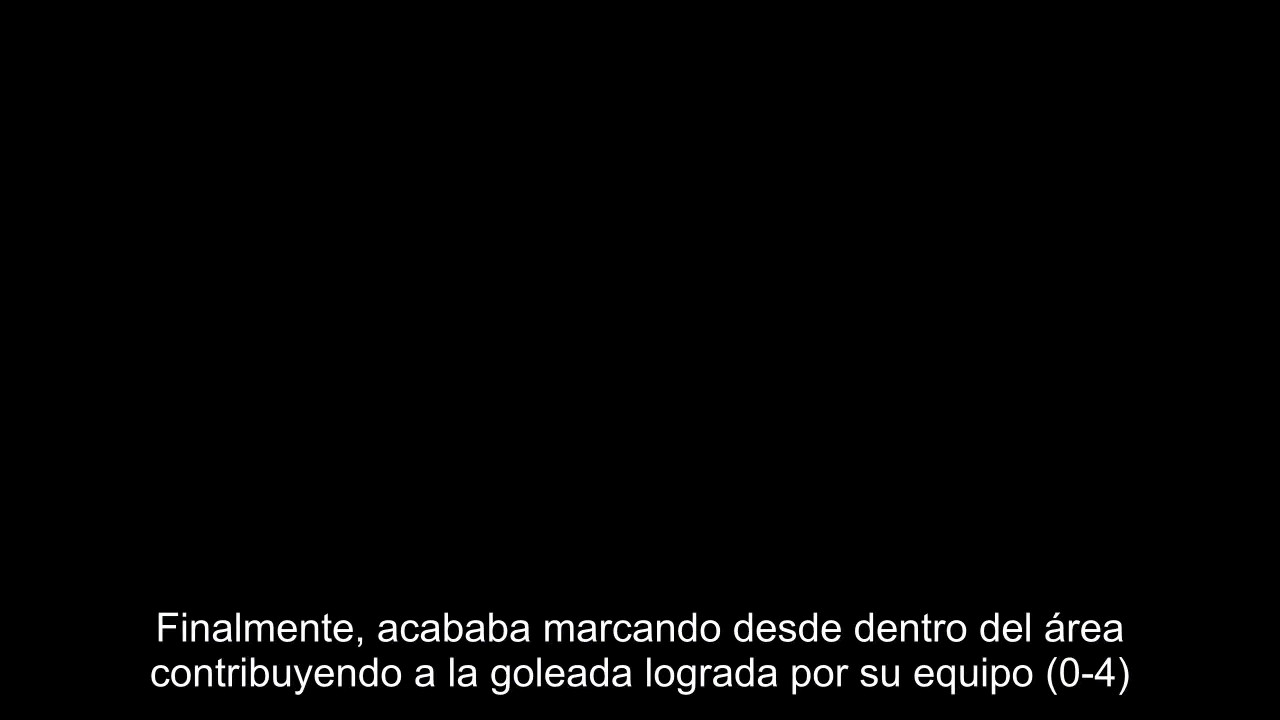 Finalmente, acababa marcando desde dentro del área
contribuyendo a la goleada lograda por su equipo (0-4)